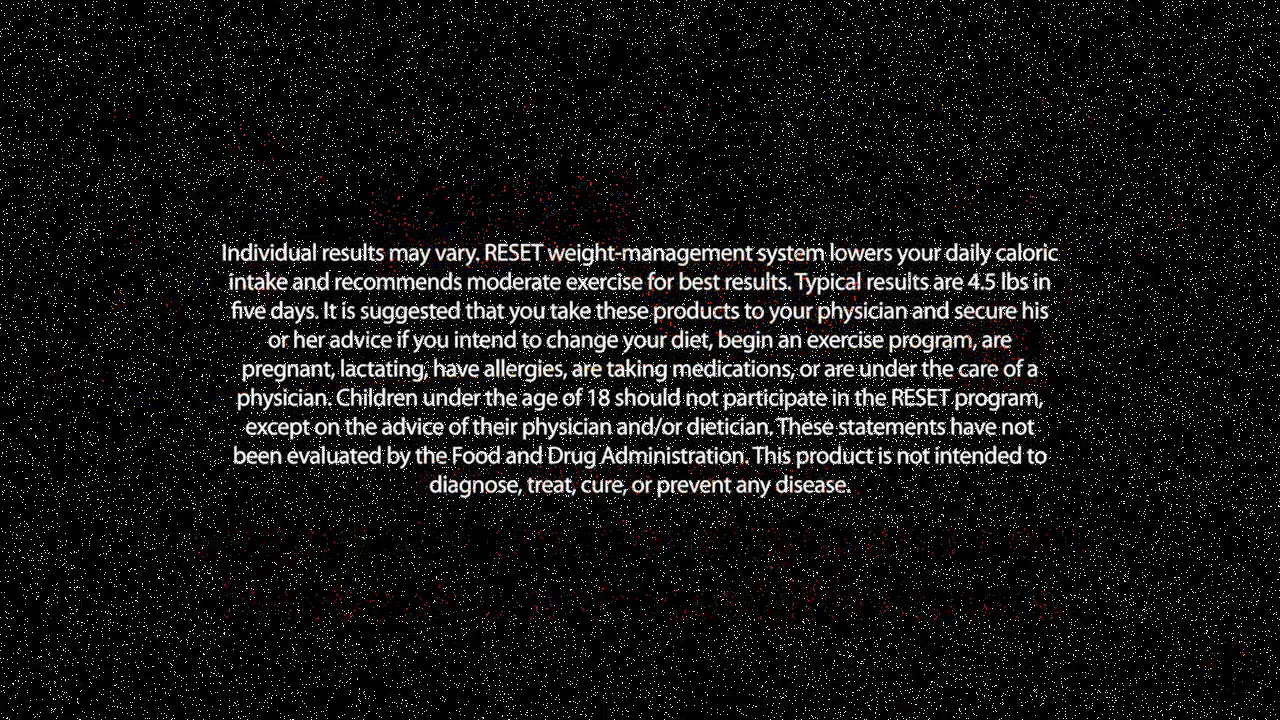 Individual results may vary. RESET weight-management system lowers your daily caloric
intake and recommends moderate exercise for best results. Typical results are 4.5 lbs in
five days. It is suggested that you take these products to your physician and secure his
or her advice if you intend to change your diet, begin an exercise program, are
pregnant, lactating, have allergies, are taking medications, or are under the care of a
physician. Children under the age of 18 should not participate in the RESET program,
except on the advice of their physician and/or dietician. These statements have not
been evaluated by the Food and Drug Administration. This product is not intended to
diagnose, treat, cure, or prevent any disease.